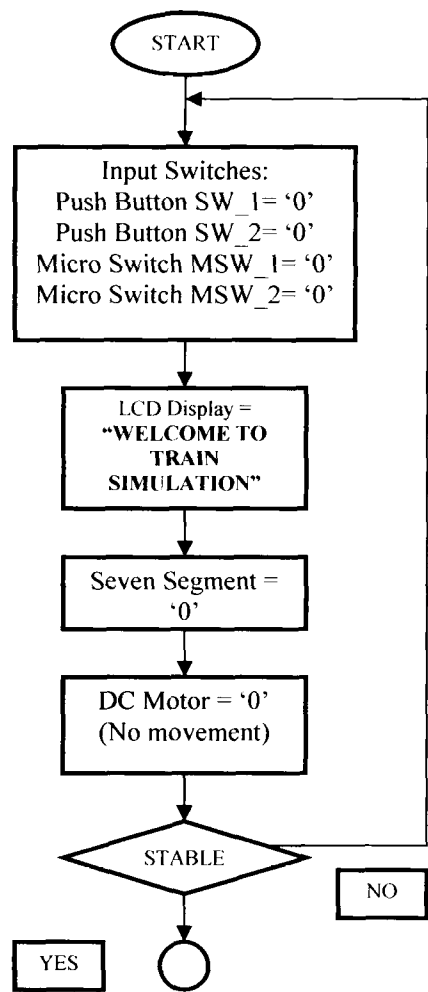 START
Input Switches:
Push Button SW_1= ‘0’
Push Button SW_2= ‘0’
Micro Switch MSW_1= ‘0’
Micro Switch MSW_2= ‘0’
LCD Display =
“WELCOME TO
TRAIN
SIMULATION”
Seven Segment =
‘0’
DC Motor = ‘0’
(No movement)
STABLE
NO
YES